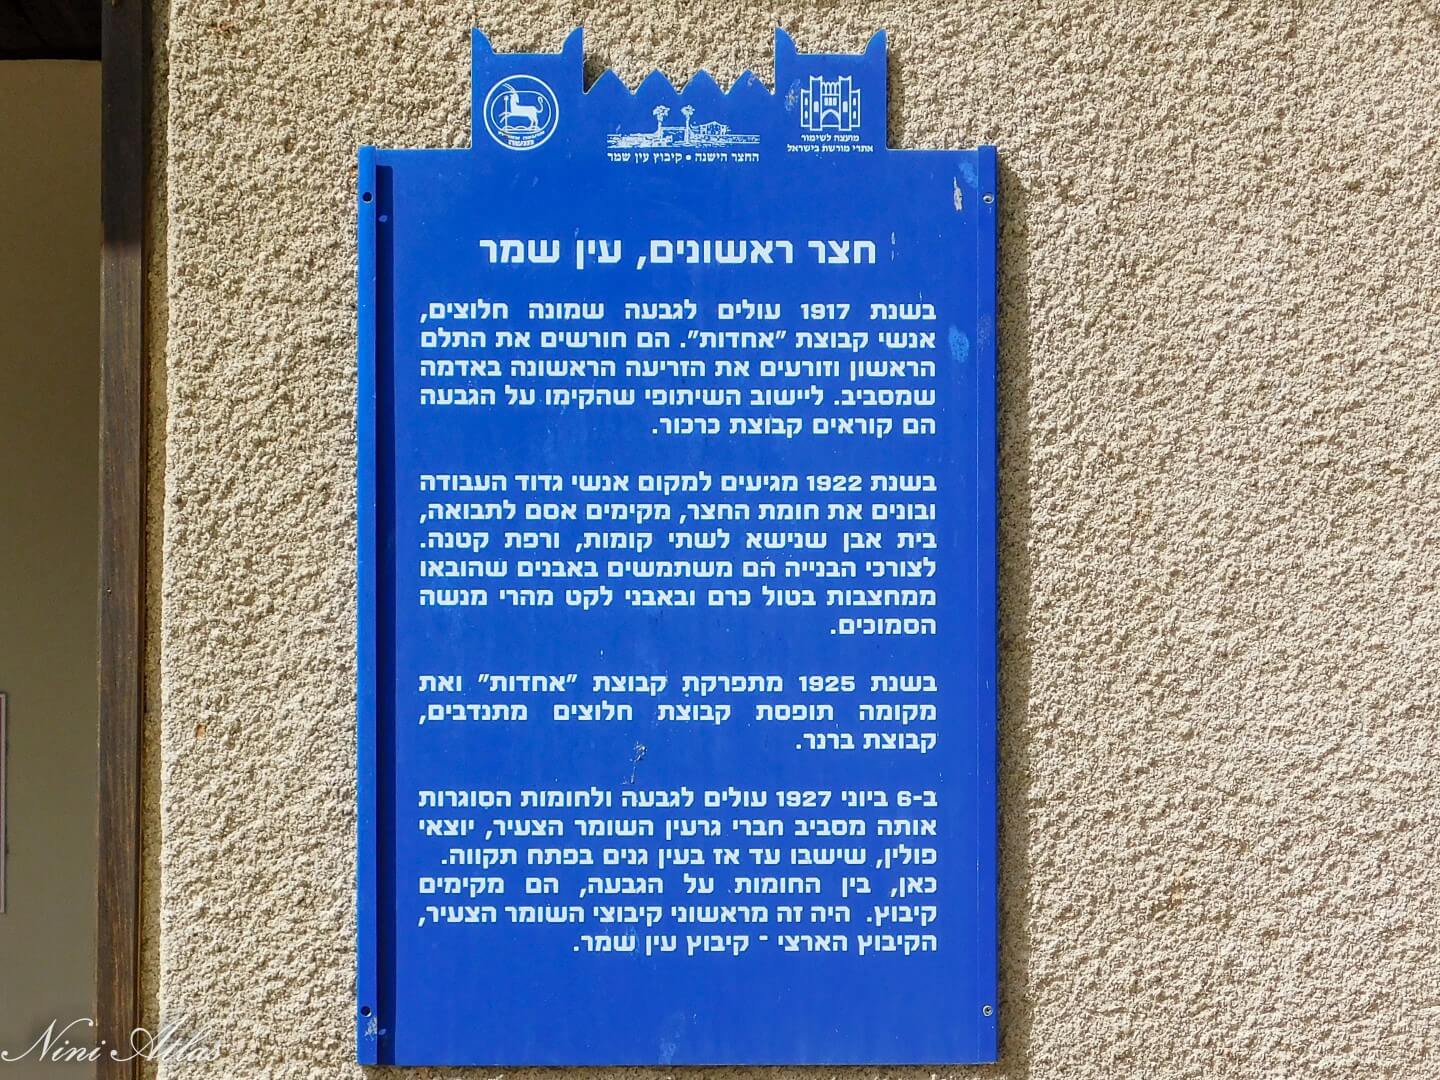 החצר הישנה • קיבוץ עין שמר
מועצה לשימור
אתרי מורשת בישראל
חצר ראשונים, עין שמר
בשנת 1917 עולים לגבעה שמונה חלוצים,
אנשי קבוצת "אחדות". הם חורשים את התלם
הראשון וזורעים את הזריעה הראשונה באדמה
שמסביב. ליישוב השיתופי שהקימו על הגבעה
הם קוראים קבוצת כרכור.
בשנת 1922 מגיעים למקום אנשי גדוד העבודה
ובונים את חומת החצר, מקימים אסם לתבואה,
בית אבן שנישא לשתי קומות, ורפת קטנה.
לצורכי הבנייה הם משתמשים באבנים שהובאו
ממחצבות בטול כרם ובאבני לקט מהרי מנשה
הסמוכים.
בשנת 1925 מתפרקת קבוצת "אחדות" ואת
מקומה תופסת קבוצת חלוצים מתנדבים,
קבוצת ברנר.
ב-6 ביוני 1927 עולים לגבעה ולחומות הסוגרות
אותה מסביב חברי גרעין השומר הצעיר, יוצאי
פולין, שישבו עד אז בעין גנים בפתח תקווה.
כאן, בין החומות על הגבעה, הם מקימים
קיבוץ. היה זה מראשוני קיבוצי השומר הצעיר,
הקיבוץ הארצי - קיבוץ עין שמר.
Nini Atlas